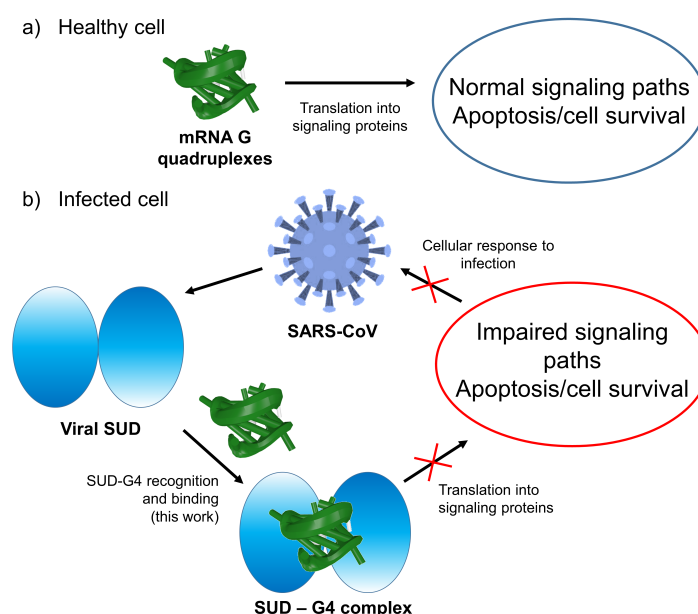 a) Healthy cell
mRNA G
quadruplexes
Translation into
signaling proteins
Normal signaling paths
Apoptosis/cell survival
b) Infected cell
SARS-CoV
Cellular response to
infection
Impaired signaling
paths
Apoptosis/cell survival
Viral SUD
SUD-G4 recognition
and binding
(this work)
Translation into
signaling proteins
SUD – G4 complex